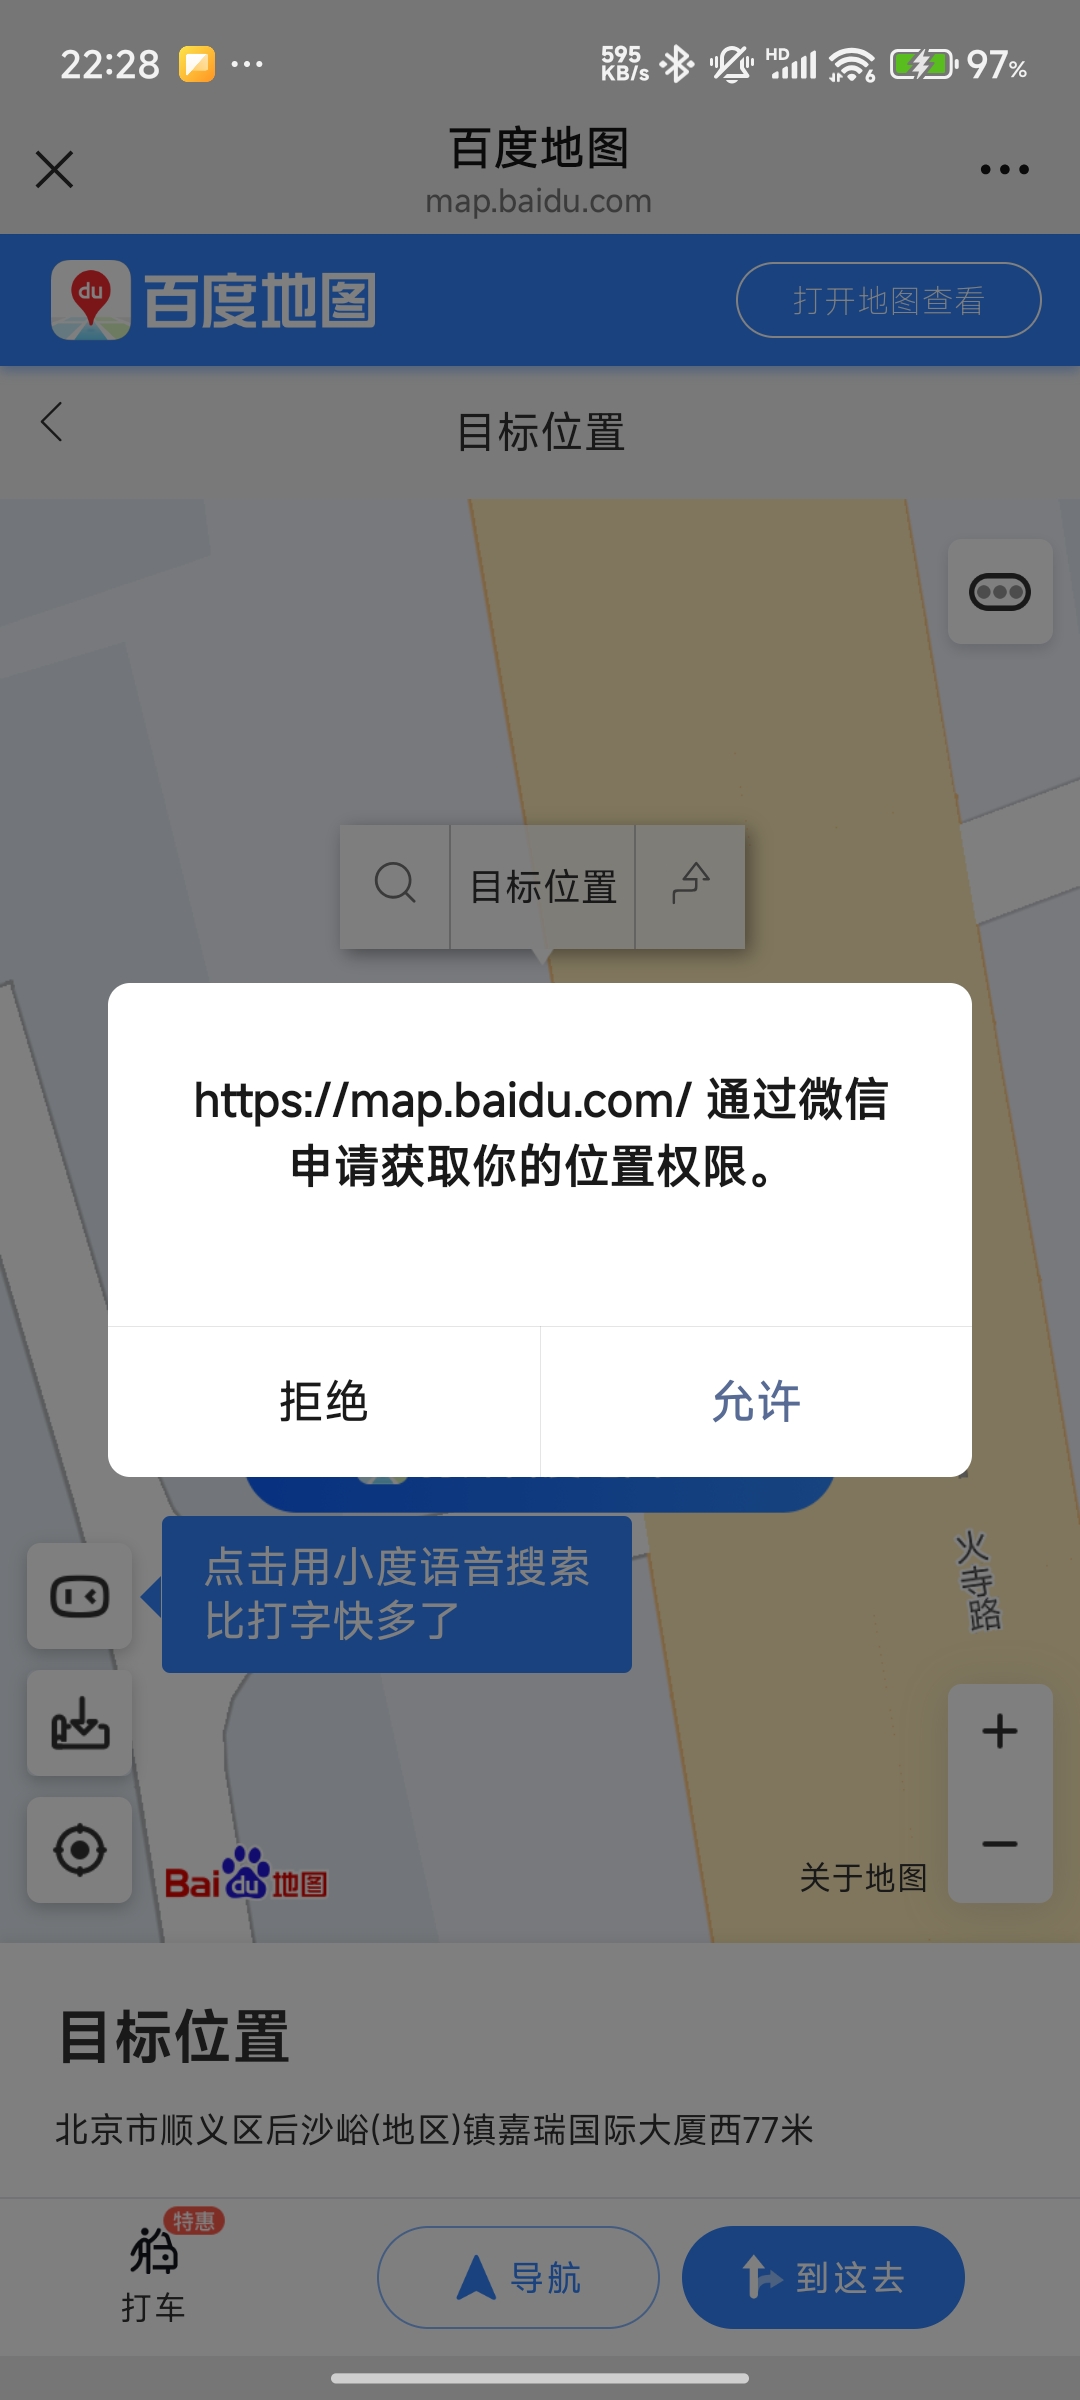 22:28
595
KB/s
HD
6
97%
百度地图
map.baidu.com
du
百度地图
打开地图查看
目标位置
目标位置
https://map.baidu.com/ 通过微信
申请获取你的位置权限。
拒绝
允许
点击用小度语音搜索
比打字快多了
火寺路
Bai du 地图
关于地图
目标位置
北京市顺义区后沙峪(地区)镇嘉瑞国际大厦西77米
特惠
打车
导航
到这去